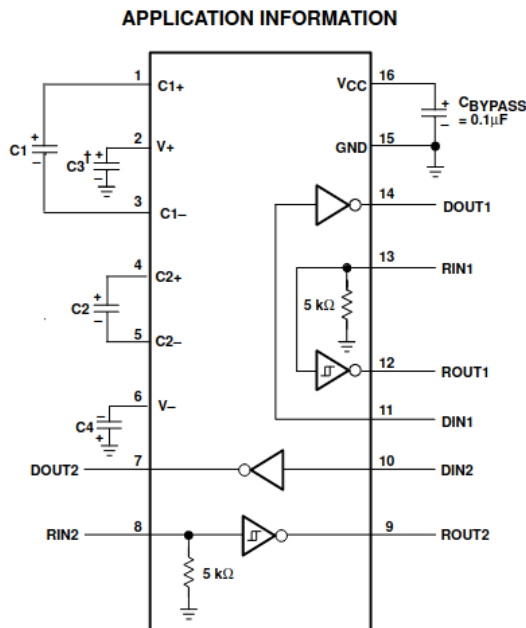 APPLICATION INFORMATION
1 C1+ VCC 16
C1 + − C3† + − 2 V+ + − CBYPASS = 0.1µF
GND 15
3 C1− 14 DOUT1
4 C2+ 13 RIN1
C2 + − 5 kΩ
5 C2− 12 ROUT1
6 V− 11 DIN1
C4 − +
DOUT2 7 10 DIN2
RIN2 8 9 ROUT2
5 kΩ